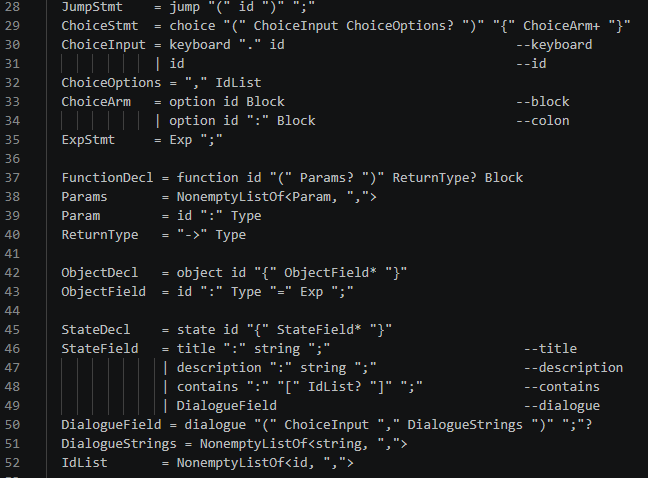 28 JumpStmt = jump "(" id ")" ";"
29 ChoiceStmt = choice "(" ChoiceInput ChoiceOptions? ")" "{" ChoiceArm+ "}"
30 ChoiceInput = keyboard "." id --keyboard
31 | id --id
32 ChoiceOptions = "," IdList
33 ChoiceArm = option id Block --block
34 | option id ":" Block --colon
35 ExpStmt = Exp ";"
36
37 FunctionDecl = function id "(" Params? ")" ReturnType? Block
38 Params = NonemptyListOf<Param, ",">
39 Param = id ":" Type
40 ReturnType = "->" Type
41
42 ObjectDecl = object id "{" ObjectField* "}"
43 ObjectField = id ":" Type "=" Exp ";"
44
45 StateDecl = state id "{" StateField* "}"
46 StateField = title ":" string ";" --title
47 | description ":" string ";" --description
48 | contains ":" "[" IdList? "]" ";" --contains
49 | DialogueField --dialogue
50 DialogueField = dialogue "(" ChoiceInput "," DialogueStrings ")" ";"?
51 DialogueStrings = NonemptyListOf<string, ",">
52 IdList = NonemptyListOf<id, ",">